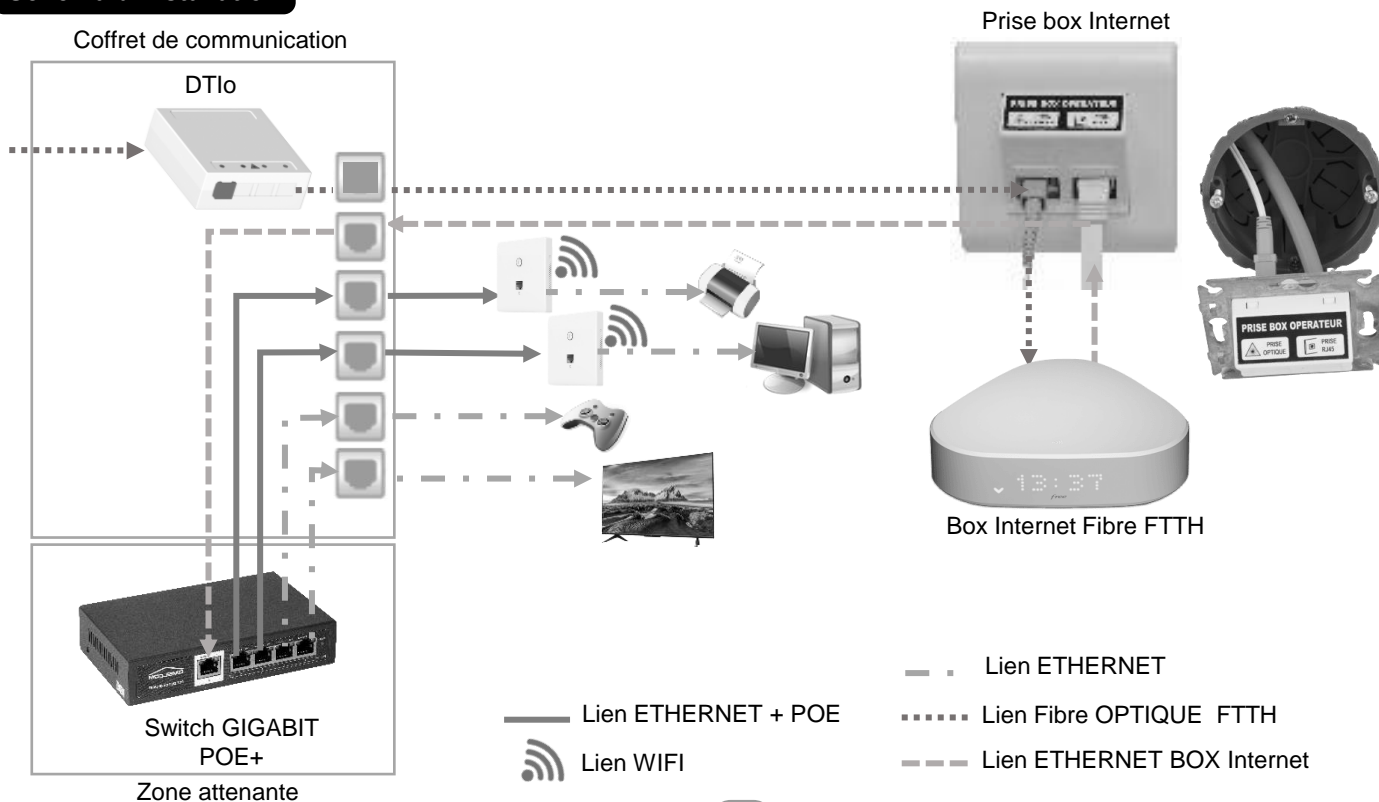 Prise box Internet
Coffret de communication
DTIo
PRISE BOX OPERATEUR
PRISE BOX OPERATEUR
PRISE
OPTIQUE
PRISE
RJ45
13:37
free
Box Internet Fibre FTTH
Switch GIGABIT
POE+
Zone attenante
Lien ETHERNET
Lien ETHERNET + POE
Lien Fibre OPTIQUE FTTH
Lien WIFI
Lien ETHERNET BOX Internet